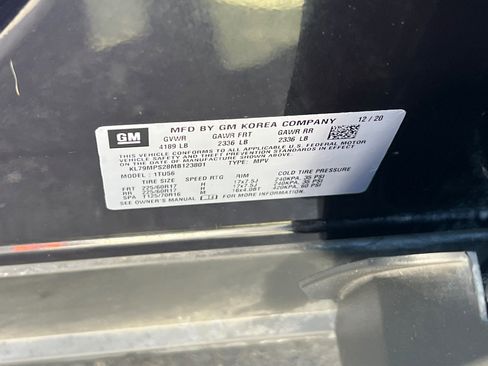 GM
MFD BY GM KOREA COMPANY 12/20
GVWR GAWR FRT GAWR RR
4189 LB 2336 LB 2336 LB
THIS VEHICLE CONFORMS TO ALL APPLICABLE U.S. FEDERAL MOTOR
VEHICLE SAFETY AND THEFT PREVENTION STANDARDS IN EFFECT
ON THE DATE OF MANUFACTURE SHOWN ABOVE.
KL79MPS28MB123801 TYPE: MPV
MODEL: 1TU56
TIRE SIZE SPEED RTG RIM COLD TIRE PRESSURE
FRT 225/60R17 H 17x7.5J 240KPA, 35 PSI
RR 225/60R17 H 17x7.5J 240KPA, 35 PSI
SPA T125/70R16 M 16x4.0BT 420KPA, 60 PSI
SEE OWNER'S MANUAL FOR MORE INFORMATION